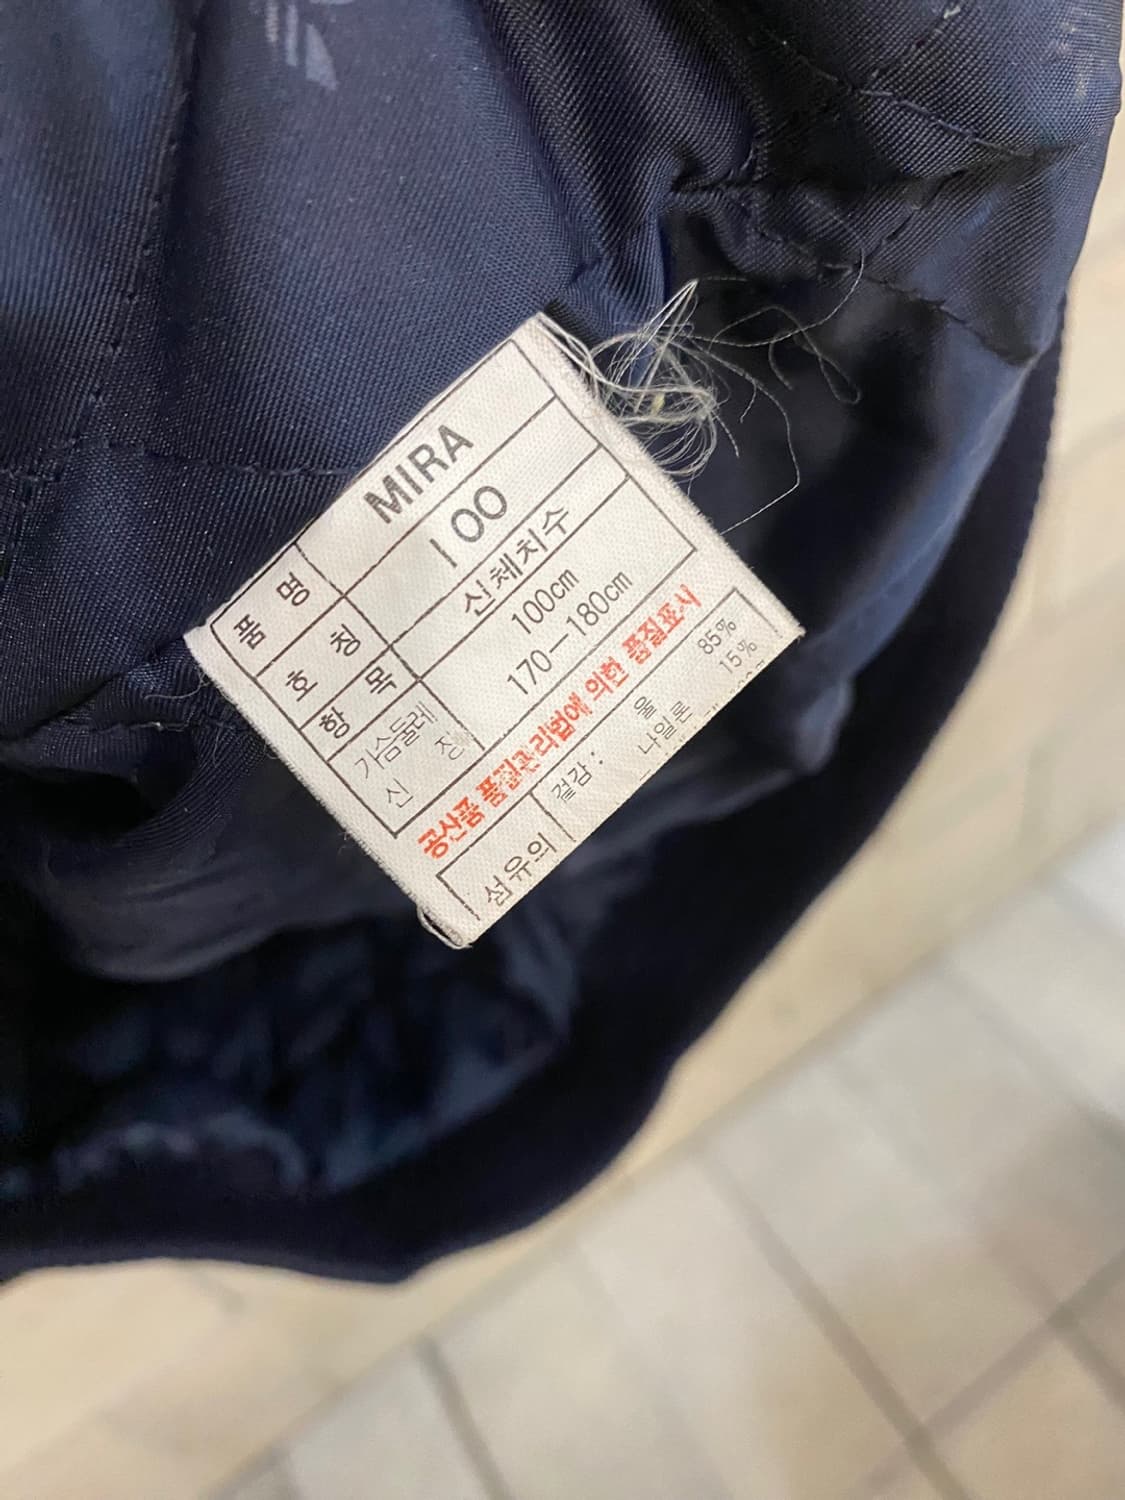 품 명 MIRA
호 칭 100
항 목 신체치수
가슴둘레 100cm
신 장 170-180cm
공산품 품질관리법에 의한 품질표시
섬유의 겉감: 울 85%
나일론 15%